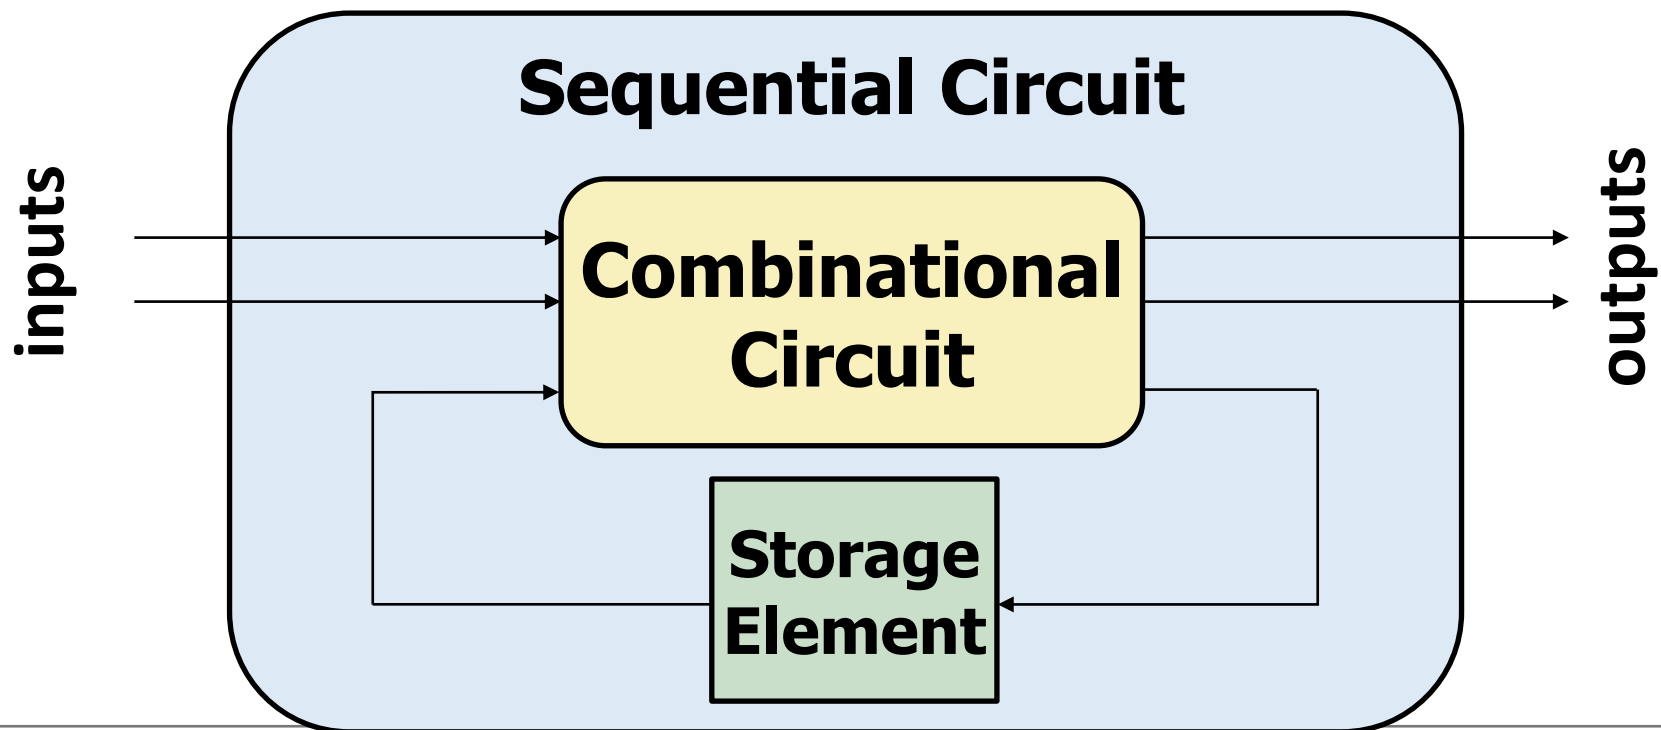 Sequential Circuit
inputs
Combinational
Circuit
outputs
Storage
Element